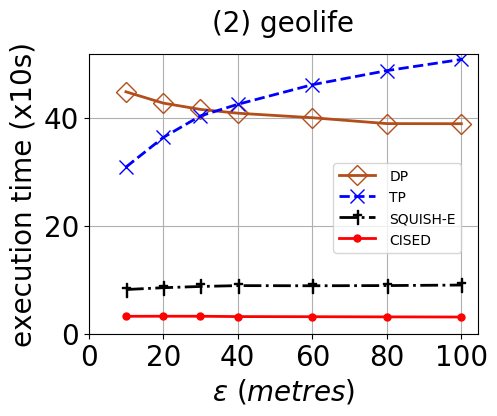 (2) geolife
execution time (x10s)
40
20
0
DP
TP
SQUISH-E
CISED
0 20 40 60 80 100
ε (metres)